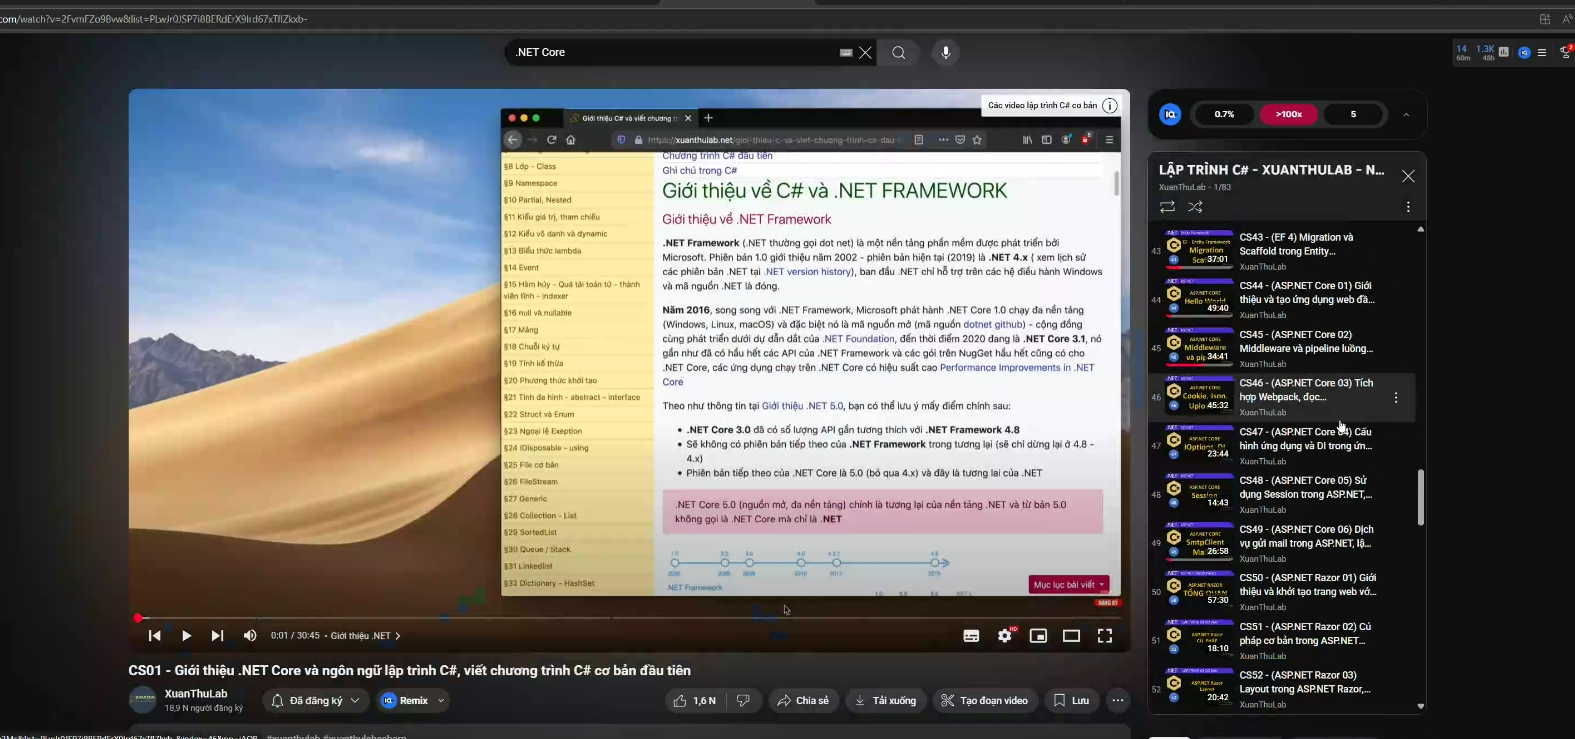 com/watch?v=2FvmFZo9Bvw&list=PLwJr0JSP7i8BERdErX9Ird67xTflZkxb-
.NET Core
14
60m
1.3K
48h
Các video lập trình C# cơ bản
Giới thiệu C# và viết chương tr
https://xuanthulab.net/gioi-thieu-c-va-viet-chuong-trinh-cs-dau
§8 Lớp - Class
§9 Namespace
§10 Partial, Nested
§11 Kiểu giá trị, tham chiếu
§12 Kiểu vô danh và dynamic
§13 Biểu thức lambda
§14 Event
§15 Hàm hủy - Quá tải toán tử - thành
viên tĩnh - indexer
§16 null và nullable
§17 Mảng
§18 Chuỗi ký tự
§19 Tính kế thừa
§20 Phương thức khởi tạo
§21 Tính đa hình - abstract - interface
§22 Struct và Enum
§23 Ngoại lệ Exeption
§24 IDisposable - using
§25 File cơ bản
§26 FileStream
§27 Generic
§28 Collection - List
§29 SortedList
§30 Queue / Stack
§31 Linkedlist
§32 Dictionary - HashSet
Chương trình C# đầu tiên
Ghi chú trong C#
Giới thiệu về C# và .NET FRAMEWORK
Giới thiệu về .NET Framework
.NET Framework (.NET thường gọi dot net) là một nền tảng phần mềm được phát triển bởi
Microsoft. Phiên bản 1.0 giới thiệu năm 2002 - phiên bản hiện tại (2019) là .NET 4.x ( xem lịch sử
các phiên bản .NET tại .NET version history), ban đầu .NET chỉ hỗ trợ trên các hệ điều hành Windows
và mã nguồn .NET là đóng.
Năm 2016, song song với .NET Framework, Microsoft phát hành .NET Core 1.0 chạy đa nền tảng
(Windows, Linux, macOS) và đặc biệt nó là mã nguồn mở (mã nguồn dotnet github) - cộng đồng
cùng phát triển dưới dự dẫn dắt của .NET Foundation, đến thời điểm 2020 đang là .NET Core 3.1, nó
gần như đã có hầu hết các API của .NET Framework và các gói trên NugGet hầu hết cũng có cho
.NET Core, các ứng dụng chạy trên .NET Core có hiệu suất cao Performance Improvements in .NET
Core
Theo như thông tin tại Giới thiệu .NET 5.0, bạn có thể lưu ý mấy điểm chính sau:
• .NET Core 3.0 đã có số lượng API gần tương thích với .NET Framework 4.8
• Sẽ không có phiên bản tiếp theo của .NET Framework trong tương lai (sẽ chỉ dừng lại ở 4.8 -
4.x)
• Phiên bản tiếp theo của .NET Core là 5.0 (bỏ qua 4.x) và đây là tương lai của .NET
.NET Core 5.0 (nguồn mở, đa nền tảng) chính là tương lai của nền tảng .NET và từ bản 5.0
không gọi là .NET Core mà chỉ là .NET
NET Framework
Mục lục bài viết
ĐĂNG KÝ
0:01 / 30:45 • Giới thiệu .NET
HD
CS01 - Giới thiệu .NET Core và ngôn ngữ lập trình C#, viết chương trình C# cơ bản đầu tiên
XuanThuLab
18,9 N người đăng ký
Đã đăng ký
Remix
1,6 N
Chia sẻ
Tải xuống
Tạo đoạn video
Lưu
0.7%
>100x
5
LẬP TRÌNH C# - XUANTHULAB - N...
XuanThuLab - 1/83
43
37:01
CS43 - (EF 4) Migration và
Scaffold trong Entity...
XuanThuLab
44
49:40
CS44 - (ASP.NET Core 01) Giới
thiệu và tạo ứng dụng web đầ...
XuanThuLab
45
34:41
CS45 - (ASP.NET Core 02)
Middleware và pipeline luồng...
XuanThuLab
46
45:32
CS46 - (ASP.NET Core 03) Tích
hợp Webpack, đọc...
XuanThuLab
47
23:44
CS47 - (ASP.NET Core 04) Cấu
hình ứng dụng và DI trong ứn...
XuanThuLab
48
14:43
CS48 - (ASP.NET Core 05) Sử
dụng Session trong ASP.NET,...
XuanThuLab
49
26:58
CS49 - (ASP.NET Core 06) Dịch
vụ gửi mail trong ASP.NET, lậ...
XuanThuLab
50
57:30
CS50 - (ASP.NET Razor 01) Giới
thiệu và khởi tạo trang web vớ...
XuanThuLab
51
18:10
CS51 - (ASP.NET Razor 02) Cú
pháp cơ bản trong ASP.NET...
XuanThuLab
52
20:42
CS52 - (ASP.NET Razor 03)
Layout trong ASP.NET Razor,...
XuanThuLab